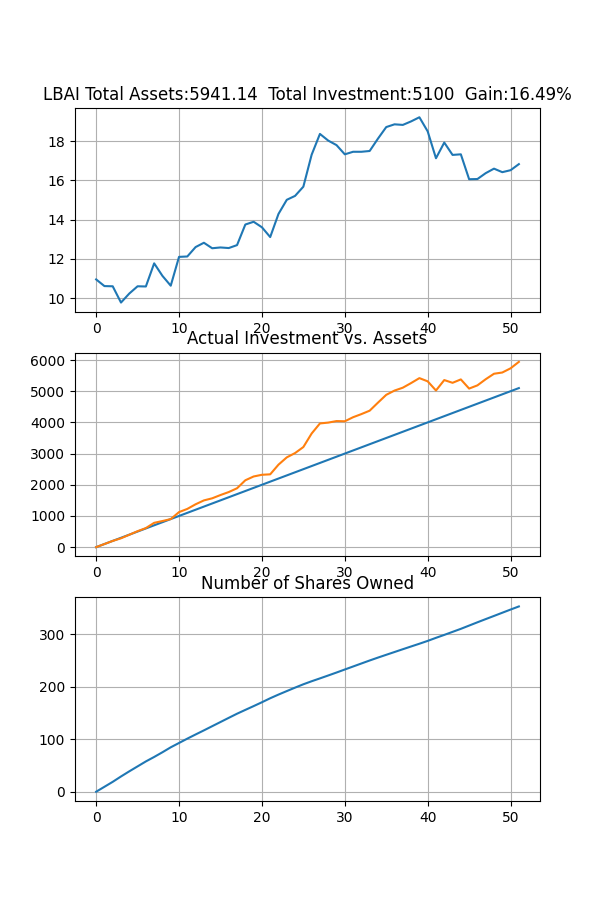 LBAI Total Assets:5941.14  Total Investment:5100  Gain:16.49%
18
16
14
12
10
0 10 20 30 40 50
Actual Investment vs. Assets
6000
5000
4000
3000
2000
1000
0
0 10 20 30 40 50
Number of Shares Owned
300
200
100
0
0 10 20 30 40 50